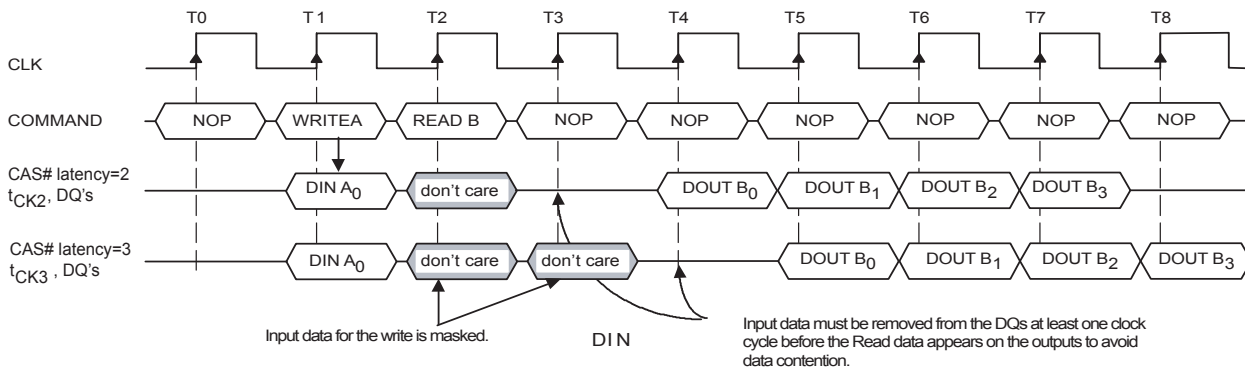 T0 T1 T2 T3 T4 T5 T6 T7 T8
CLK
COMMAND NOP WRITEA READ B NOP NOP NOP NOP NOP NOP
CAS# latency=2
tCK2, DQ's DIN A0 don't care DOUT B0 DOUT B1 DOUT B2 DOUT B3
CAS# latency=3
tCK3 , DQ's DIN A0 don't care don't care DOUT B0 DOUT B1 DOUT B2 DOUT B3
Input data for the write is masked.
DIN
Input data must be removed from the DQs at least one clock
cycle before the Read data appears on the outputs to avoid
data contention.